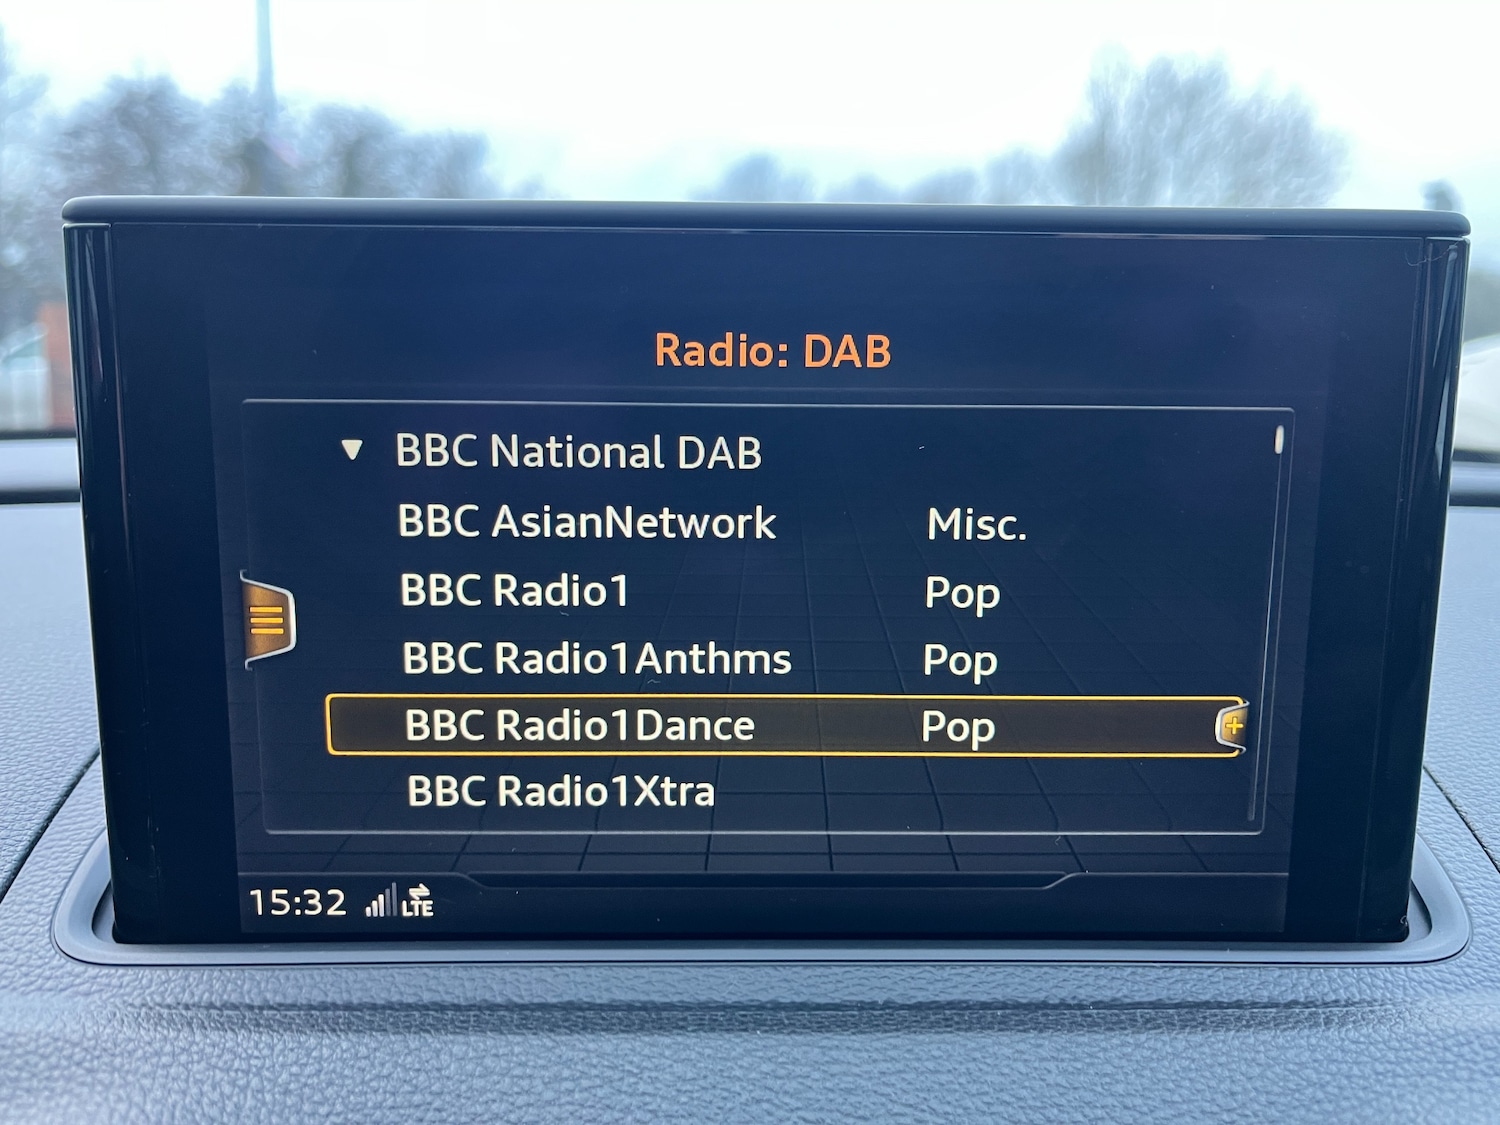 Radio: DAB
BBC National DAB
BBC AsianNetwork Misc.
BBC Radio1 Pop
BBC Radio1Anthms Pop
BBC Radio1Dance Pop
BBC Radio1Xtra
15:32 LTE